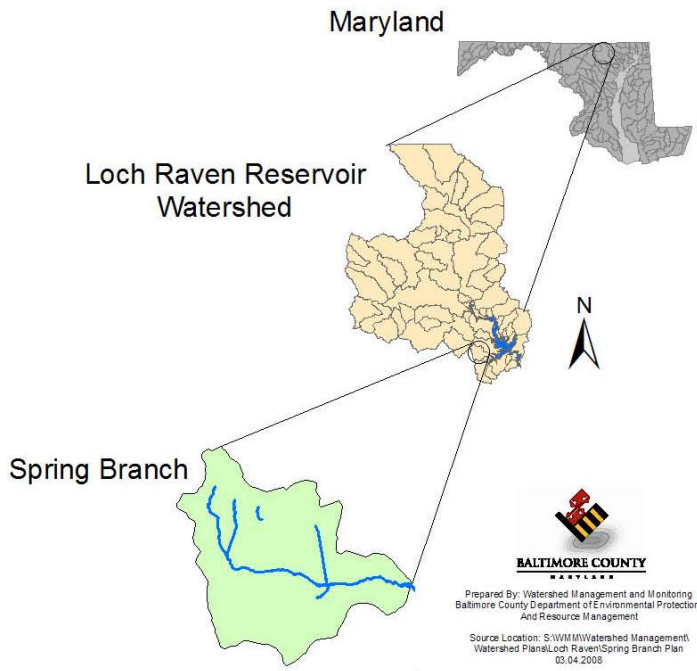 Maryland
Loch Raven Reservoir
Watershed
N
Spring Branch
BALTIMORE COUNTY
MARYLAND
Prepared By: Watershed Management and Monitoring
Baltimore County Department of Environmental Protection
And Resource Management
Source Location: S:\WMM\Watershed Management\
Watershed Plans\Loch Raven\Spring Branch Plan
03.04.2008